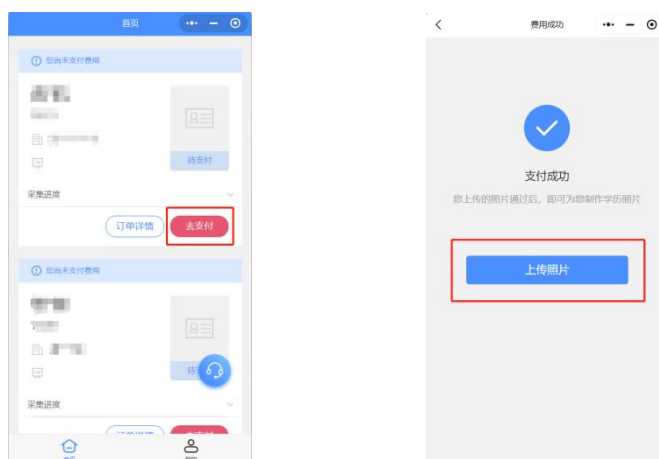 首页
您尚未支付费用
待支付
采集进度
订单详情
去支付
您尚未支付费用
采集进度
费用成功
支付成功
您上传的照片通过后，即可为您制作学历照片
上传照片